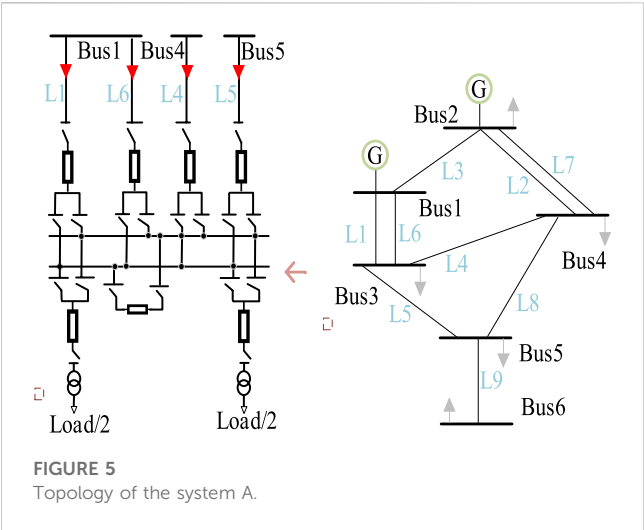 Bus1 Bus4 Bus5
L1 L6 L4 L5
Load/2 Load/2
G
Bus2
G
L3 L2 L7
Bus1
L1 L6
L4
Bus4
Bus3
L5 L8
Bus5
L9
Bus6
FIGURE 5
Topology of the system A.